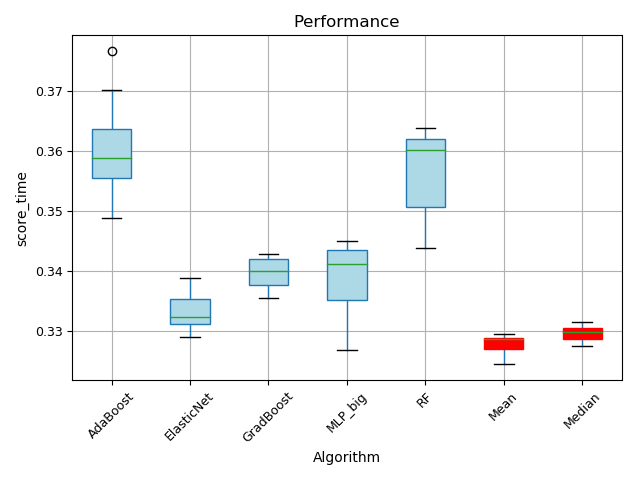 Performance
score_time
0.37
0.36
0.35
0.34
0.33
AdaBoost
ElasticNet
GradBoost
MLP_big
RF
Mean
Median
Algorithm